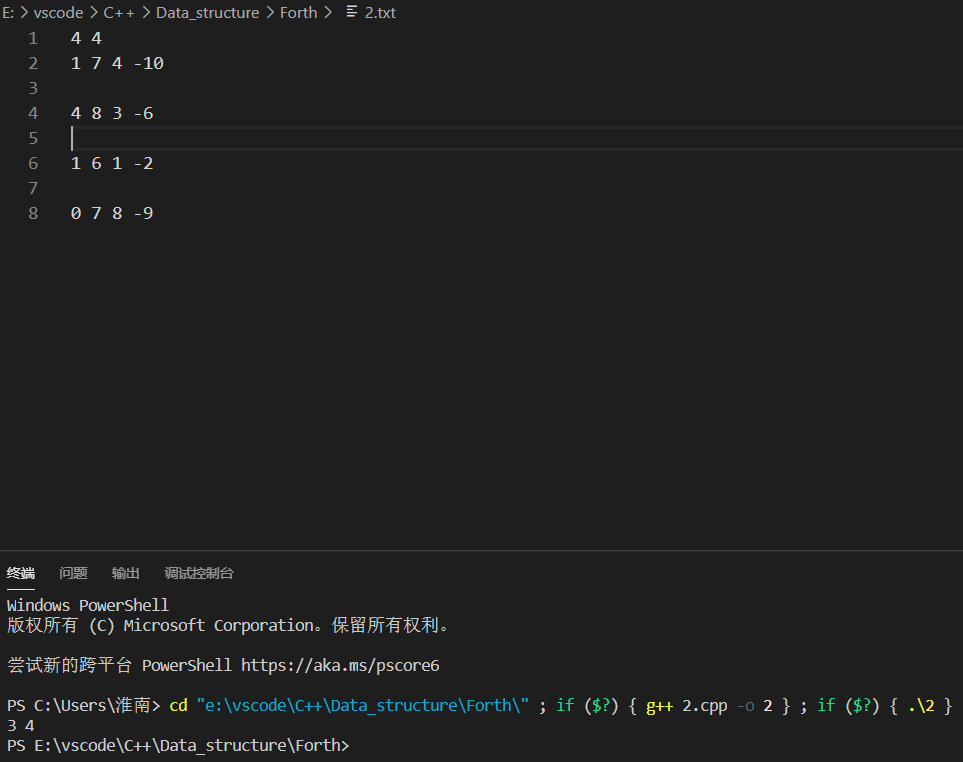 E: > vscode > C++ > Data_structure > Forth > 2.txt
1 4 4
2 1 7 4 -10
3
4 4 8 3 -6
5
6 1 6 1 -2
7
8 0 7 8 -9
终端 问题 输出 调试控制台
Windows PowerShell
版权所有 (C) Microsoft Corporation。保留所有权利。
尝试新的跨平台 PowerShell https://aka.ms/pscore6
PS C:\Users\淮南> cd "e:\vscode\C++\Data_structure\Forth\" ; if ($?) { g++ 2.cpp -o 2 } ; if ($?) { .\2 }
3 4
PS E:\vscode\C++\Data_structure\Forth>